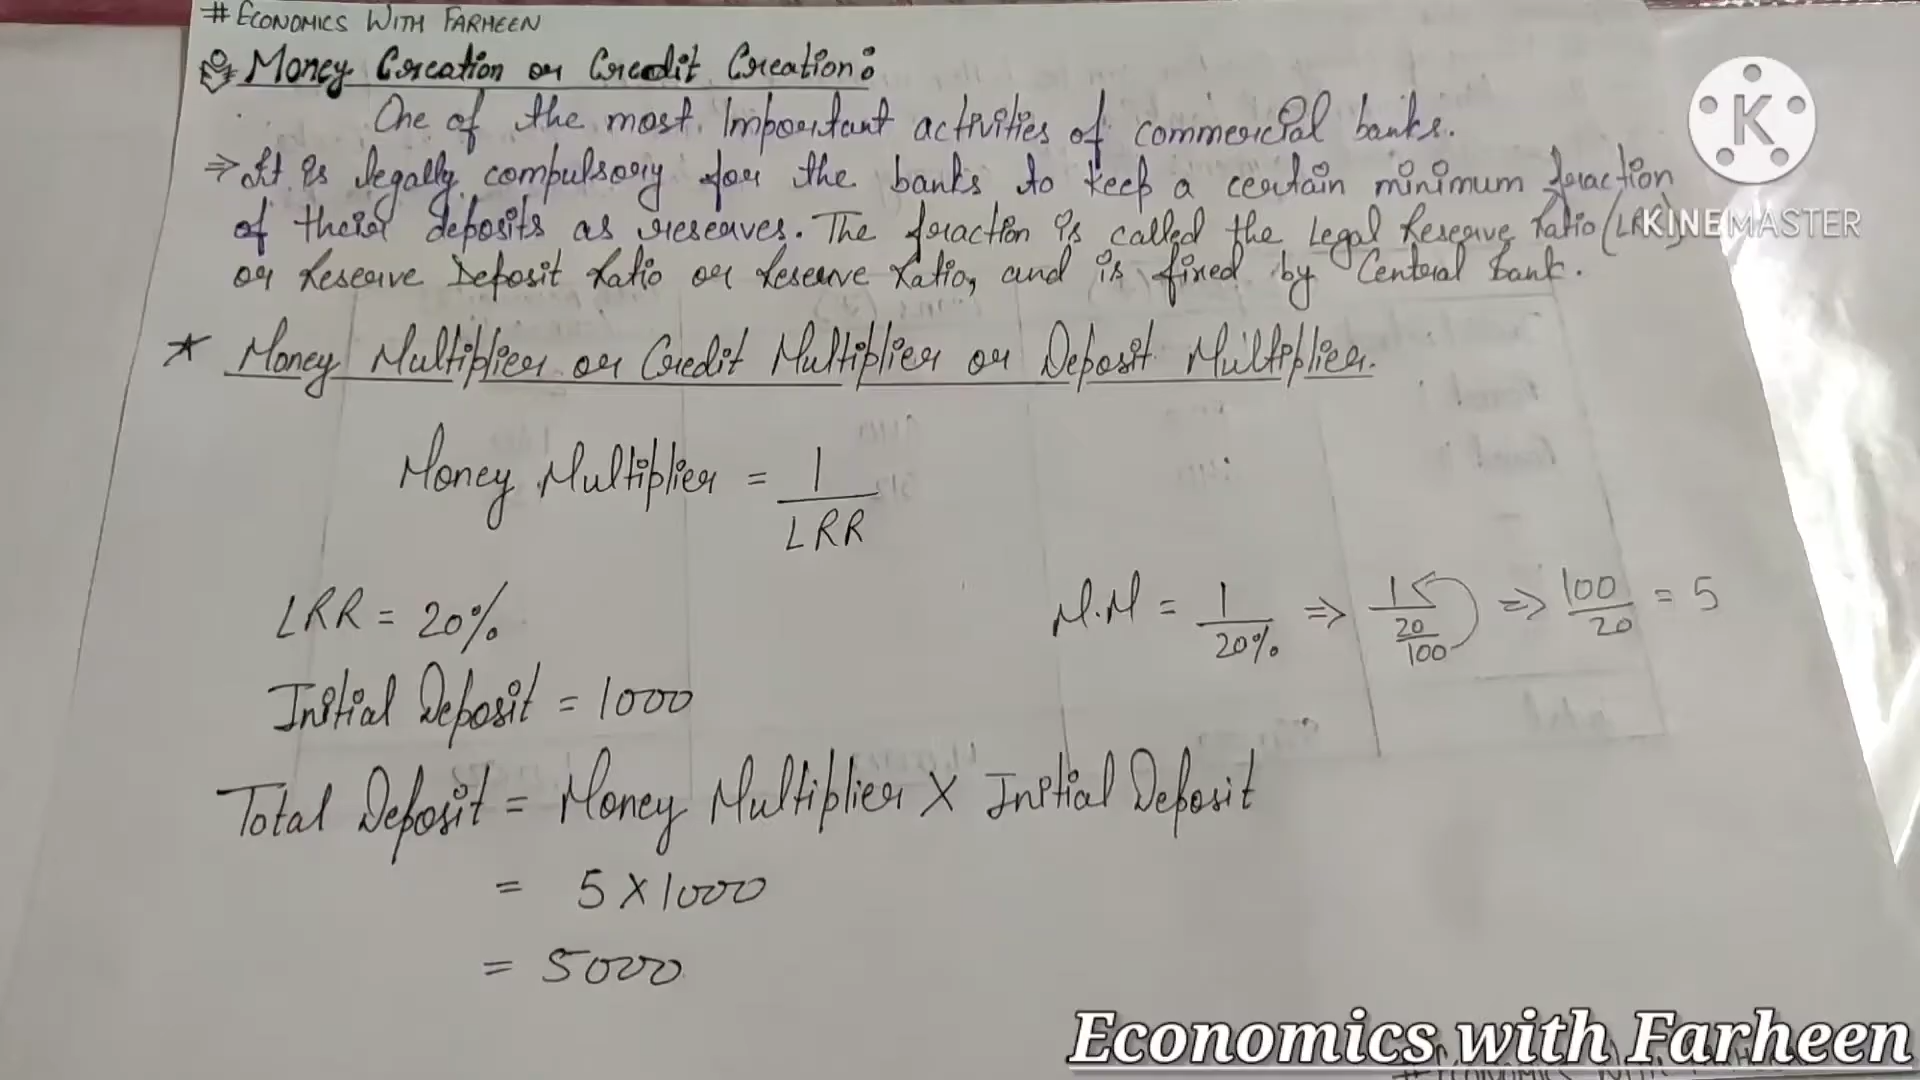 # ECONOMICS WITH FARHEEN
Money Creation or Credit Creation:
One of the most Important activities of commercial banks.
⇒ It is legally compulsory for the banks to keep a certain minimum fraction
of their deposits as reserves. The fraction is called the Legal Reserve Ratio (LRR)
or Reserve Deposit Ratio or Reserve Ratio, and is fixed by Central Bank.
K
KINEMASTER
* Money Multiplier or Credit Multiplier or Deposit Multiplier.
Money Multiplier = 1/LRR
LRR = 20%
M.M = 1/20% ⇒ 1/(20/100) ⇒ 100/20 = 5
Initial Deposit = 1000
Total Deposit = Money Multiplier X Initial Deposit
= 5 X 1000
= 5000
Economics with Farheen